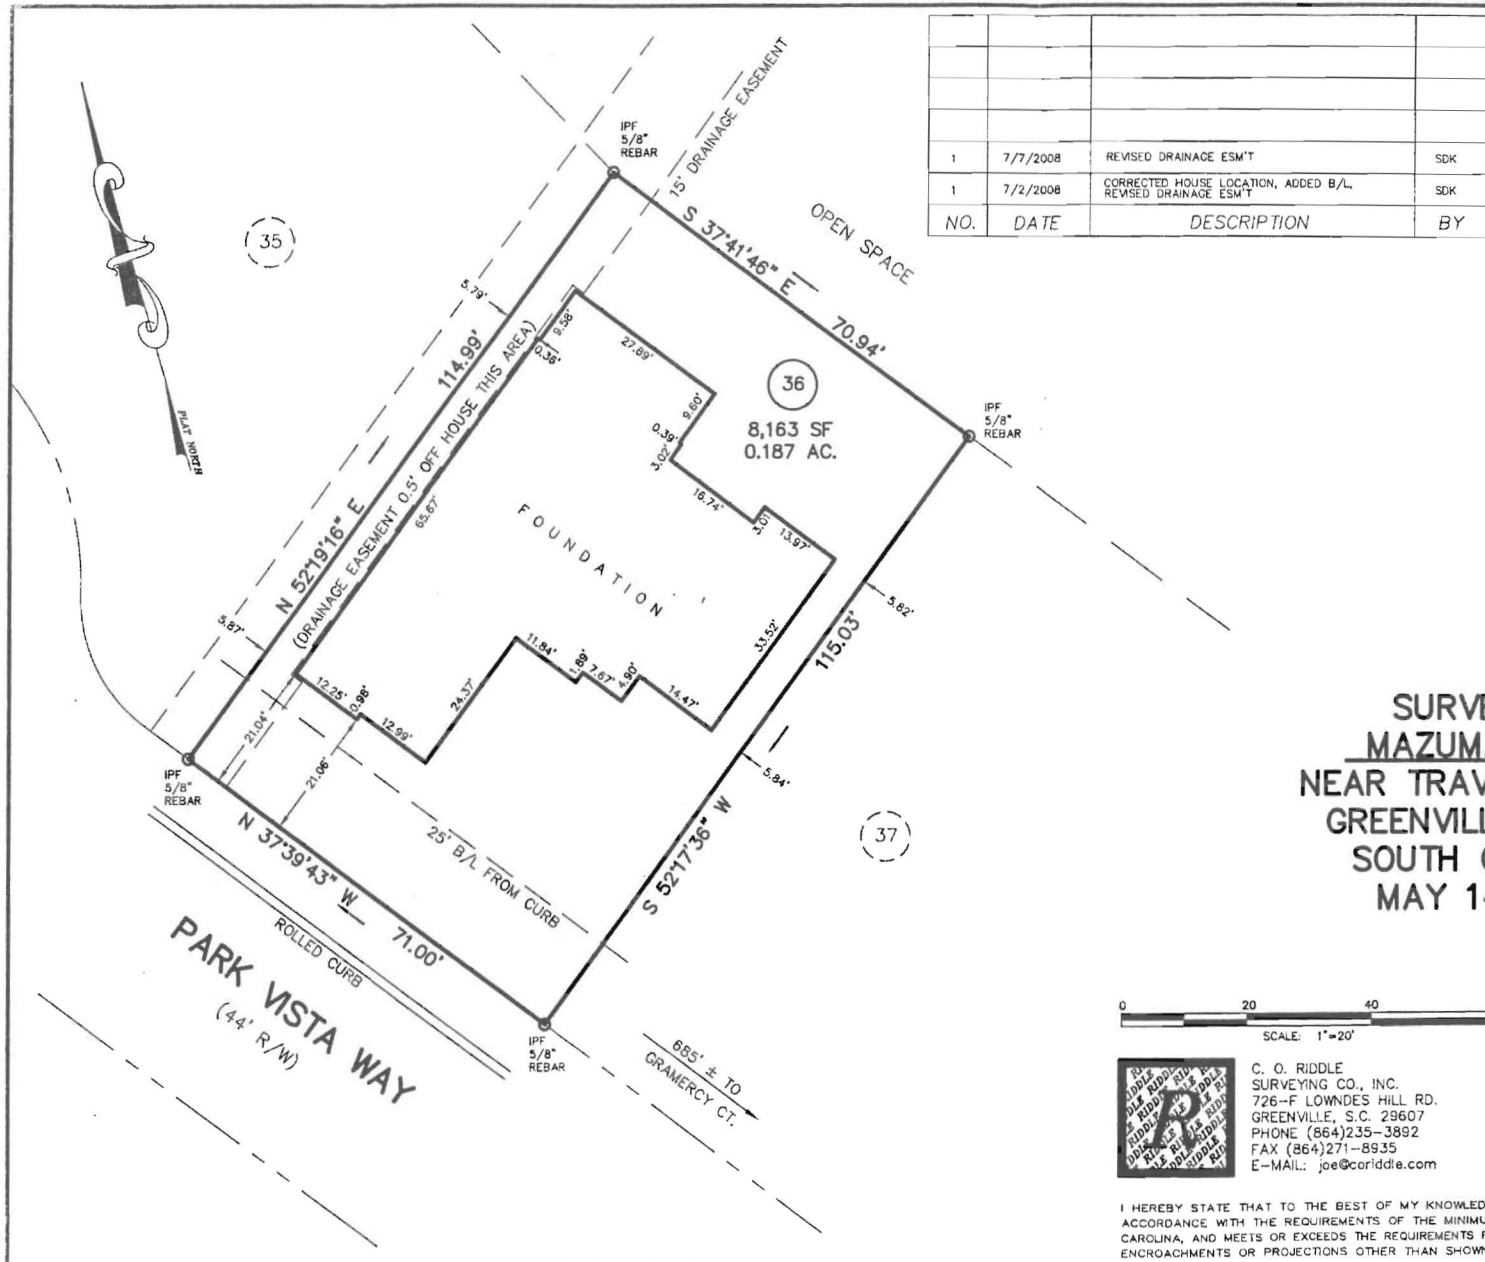 7/7/2008 REVISED DRAINAGE ESM'T SDK
1 7/2/2008 CORRECTED HOUSE LOCATION, ADDED B/L, REVISED DRAINAGE ESM'T SDK
NO. DATE DESCRIPTION BY
1
PLAT NORTH
35
IPF
5/8"
REBAR
15' DRAINAGE EASEMENT
OPEN SPACE
S 37°41'46" E
70.94'
IPF
5/8"
REBAR
36
8,163 SF
0.187 AC.
5.79'
114.99'
N 52°19'16" E
5.87'
(DRAINAGE EASEMENT 0.5' OFF HOUSE THIS AREA)
65.67'
0.36'
9.58'
27.89'
9.60'
0.39'
3.02'
16.74'
3.01
13.97'
FOUNDATION
33.52'
11.84'
1.89'
7.67'
4.90'
14.47'
24.37'
12.25'
0.98'
12.99'
21.04'
21.06'
5.82'
115.03'
5.84'
S 52°17'36" W
37
25' B/L FROM CURB
IPF
5/8"
REBAR
N 37°39'43" W
71.00'
ROLLED CURB
PARK VISTA WAY
(44' R/W)
IPF
5/8"
REBAR
685' ± TO
GRAMERCY CT.
SURVE
MAZUM
NEAR TRAV
GREENVILL
SOUTH
MAY 1
0 20 40
SCALE: 1"=20'
R
C. O. RIDDLE
SURVEYING CO., INC.
726-F LOWNDES HILL RD.
GREENVILLE, S.C. 29607
PHONE (864)235-3892
FAX (864)271-8935
E-MAIL: joe@coriddle.com
I HEREBY STATE THAT TO THE BEST OF MY KNOWLED
ACCORDANCE WITH THE REQUIREMENTS OF THE MINIMU
CAROLINA, AND MEETS OR EXCEEDS THE REQUIREMENTS F
ENCROACHMENTS OR PROJECTIONS OTHER THAN SHOWN